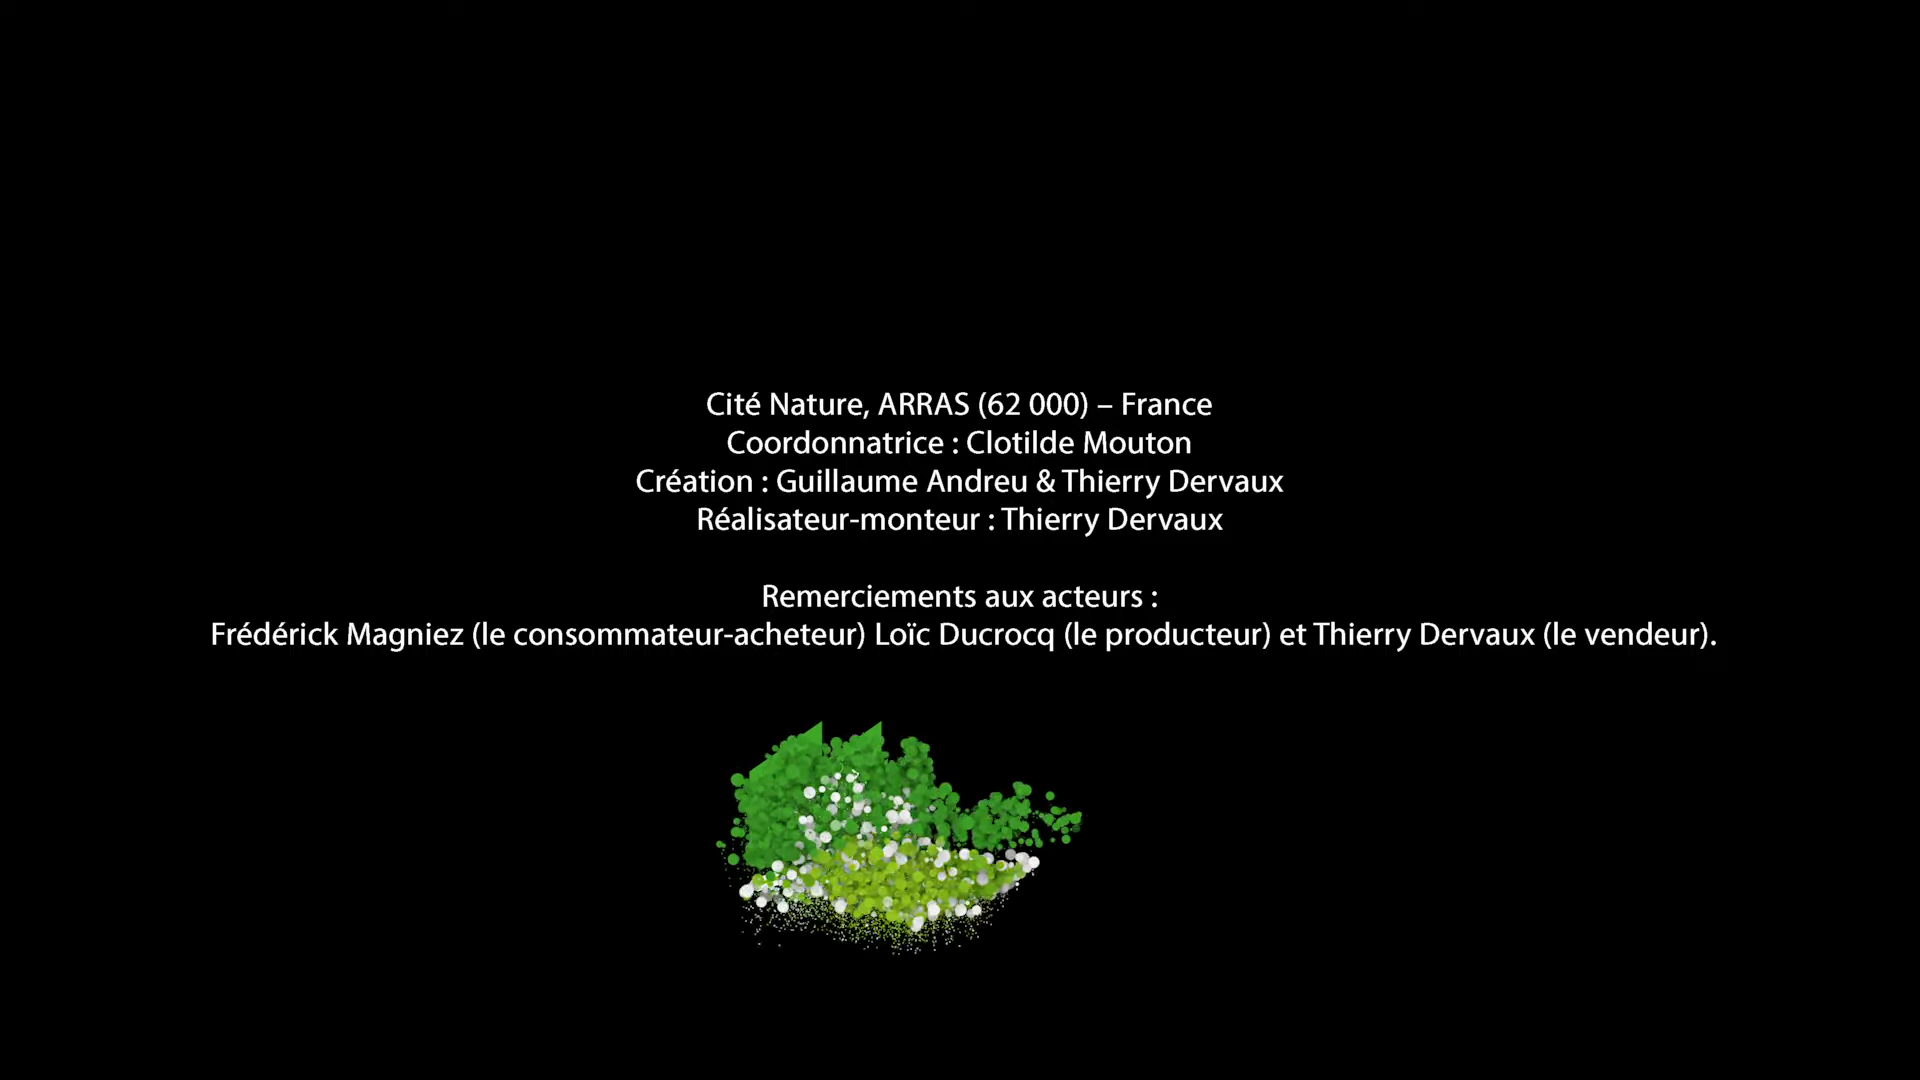 Cité Nature, ARRAS (62 000) – France
Coordonnatrice : Clotilde Mouton
Création : Guillaume Andreu & Thierry Dervaux
Réalisateur-monteur : Thierry Dervaux
Remerciements aux acteurs :
Frédérick Magniez (le consommateur-acheteur) Loïc Ducrocq (le producteur) et Thierry Dervaux (le vendeur).